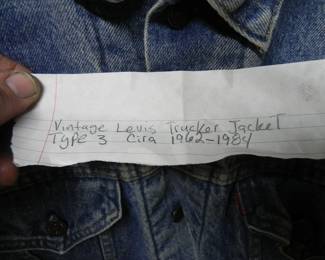 Vintage Levis Trucker Jacket
Type 3 Cira 1962-1984